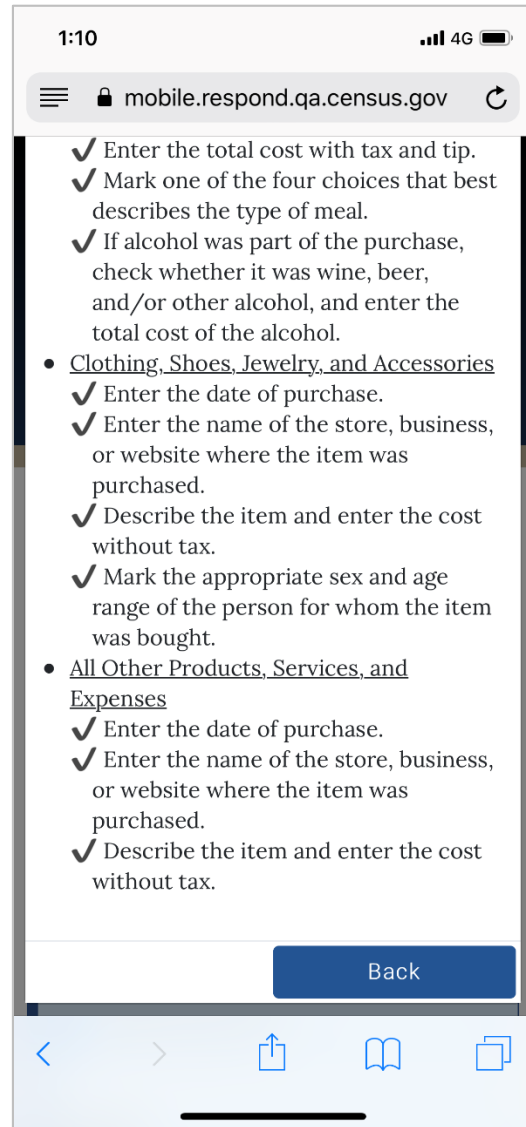 1:10 4G
mobile.respond.qa.census.gov
✓ Enter the total cost with tax and tip.
✓ Mark one of the four choices that best
describes the type of meal.
✓ If alcohol was part of the purchase,
check whether it was wine, beer,
and/or other alcohol, and enter the
total cost of the alcohol.
• Clothing, Shoes, Jewelry, and Accessories
✓ Enter the date of purchase.
✓ Enter the name of the store, business,
or website where the item was
purchased.
✓ Describe the item and enter the cost
without tax.
✓ Mark the appropriate sex and age
range of the person for whom the item
was bought.
• All Other Products, Services, and
Expenses
✓ Enter the date of purchase.
✓ Enter the name of the store, business,
or website where the item was
purchased.
✓ Describe the item and enter the cost
without tax.
Back